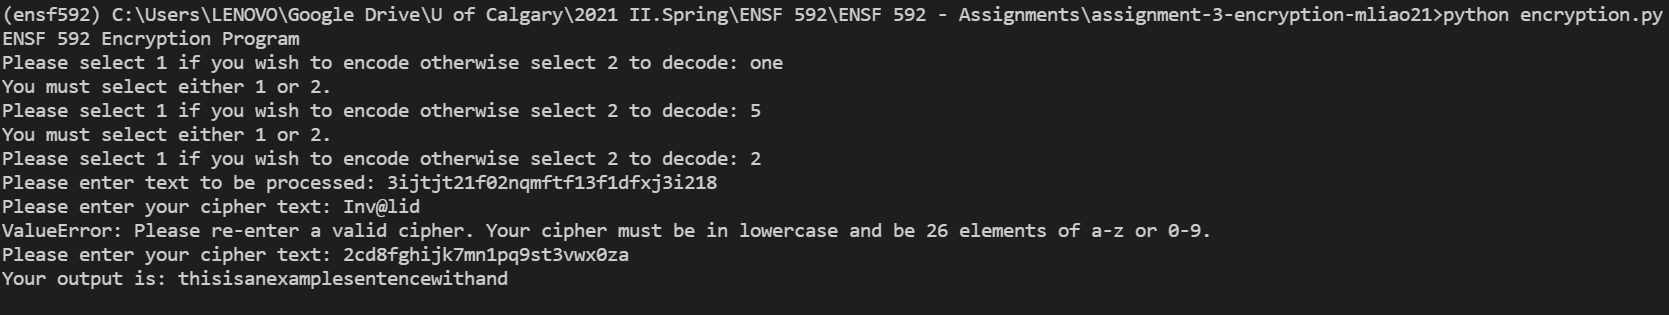 (ensf592) C:\Users\LENOVO\Google Drive\U of Calgary\2021 II.Spring\ENSF 592\ENSF 592 - Assignments\assignment-3-encryption-mliao21>python encryption.py
ENSF 592 Encryption Program
Please select 1 if you wish to encode otherwise select 2 to decode: one
You must select either 1 or 2.
Please select 1 if you wish to encode otherwise select 2 to decode: 5
You must select either 1 or 2.
Please select 1 if you wish to encode otherwise select 2 to decode: 2
Please enter text to be processed: 3ijtjt21f02nqmftf13f1dfxj3i218
Please enter your cipher text: Inv@lid
ValueError: Please re-enter a valid cipher. Your cipher must be in lowercase and be 26 elements of a-z or 0-9.
Please enter your cipher text: 2cd8fghijk7mn1pq9st3vwx0za
Your output is: thisisanexamplesentencewithand